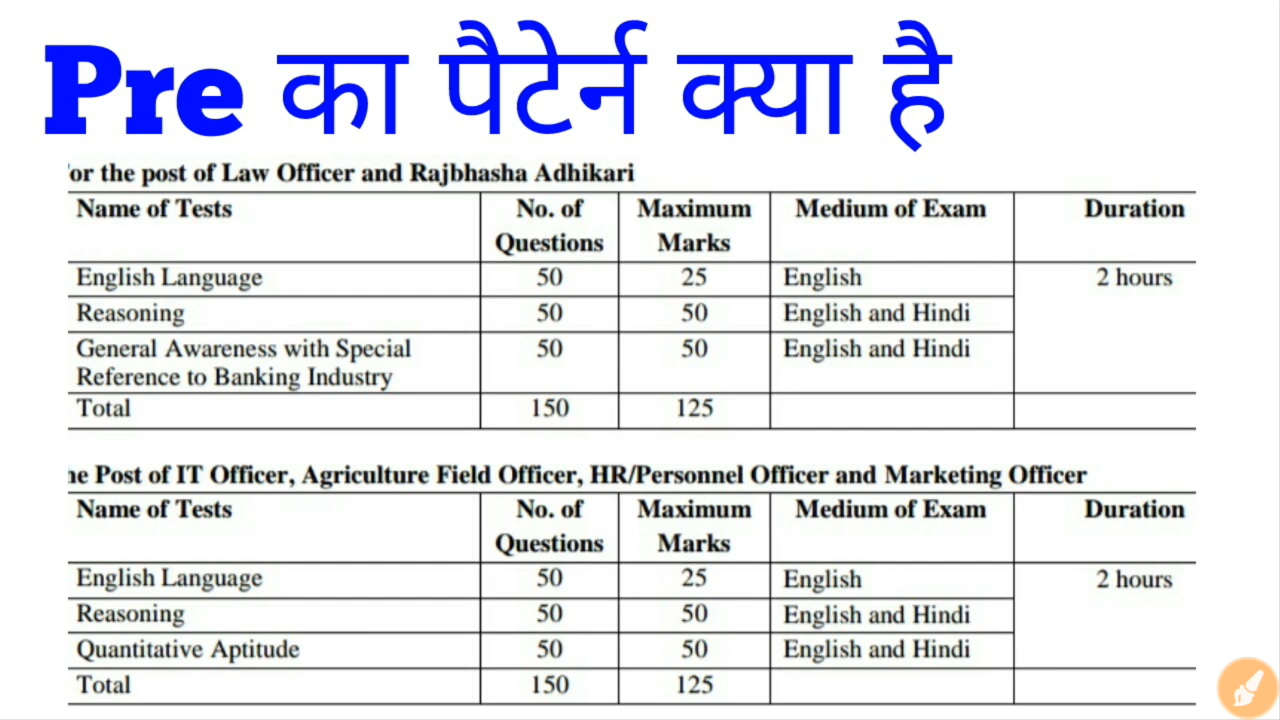 Pre का पैटेर्न क्या है
or the post of Law Officer and Rajbhasha Adhikari
Name of Tests No. of Questions Maximum Marks Medium of Exam Duration
English Language 50 25 English 2 hours
Reasoning 50 50 English and Hindi
General Awareness with Special Reference to Banking Industry 50 50 English and Hindi
Total 150 125
he Post of IT Officer, Agriculture Field Officer, HR/Personnel Officer and Marketing Officer
Name of Tests No. of Questions Maximum Marks Medium of Exam Duration
English Language 50 25 English 2 hours
Reasoning 50 50 English and Hindi
Quantitative Aptitude 50 50 English and Hindi
Total 150 125